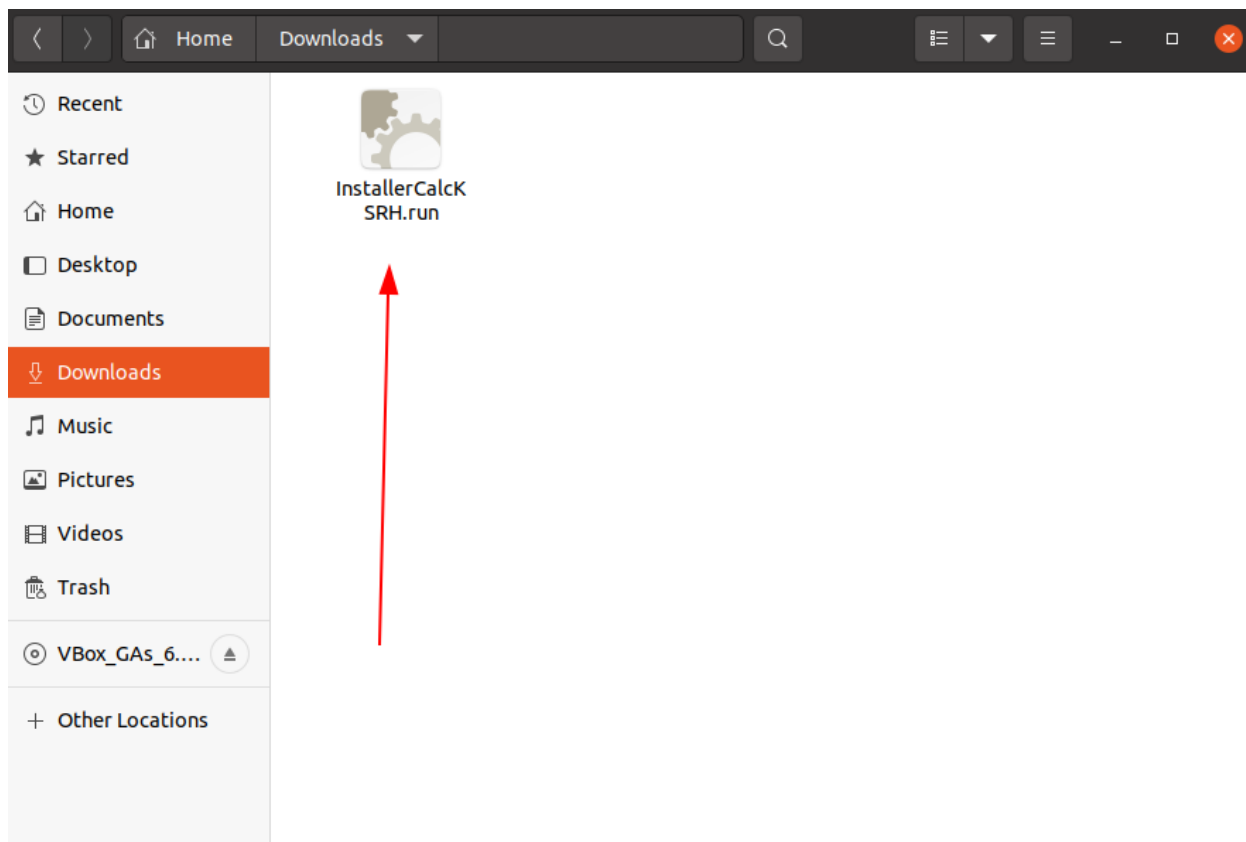 Home Downloads
Recent
Starred
Home
Desktop
Documents
Downloads
Music
Pictures
Videos
Trash
VBox_GAs_6....
Other Locations
InstallerCalcK
SRH.run